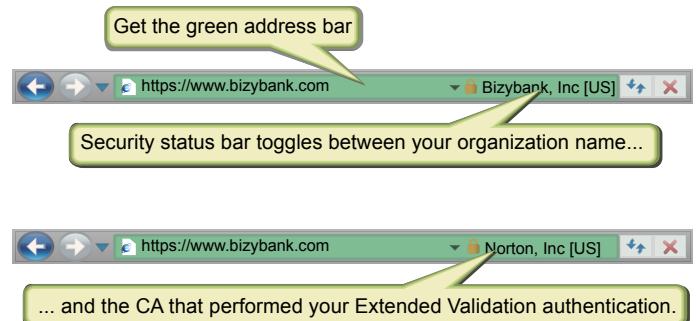 Get the green address bar
https://www.bizybank.com Bizybank, Inc [US]
Security status bar toggles between your organization name...
https://www.bizybank.com Norton, Inc [US]
... and the CA that performed your Extended Validation authentication.